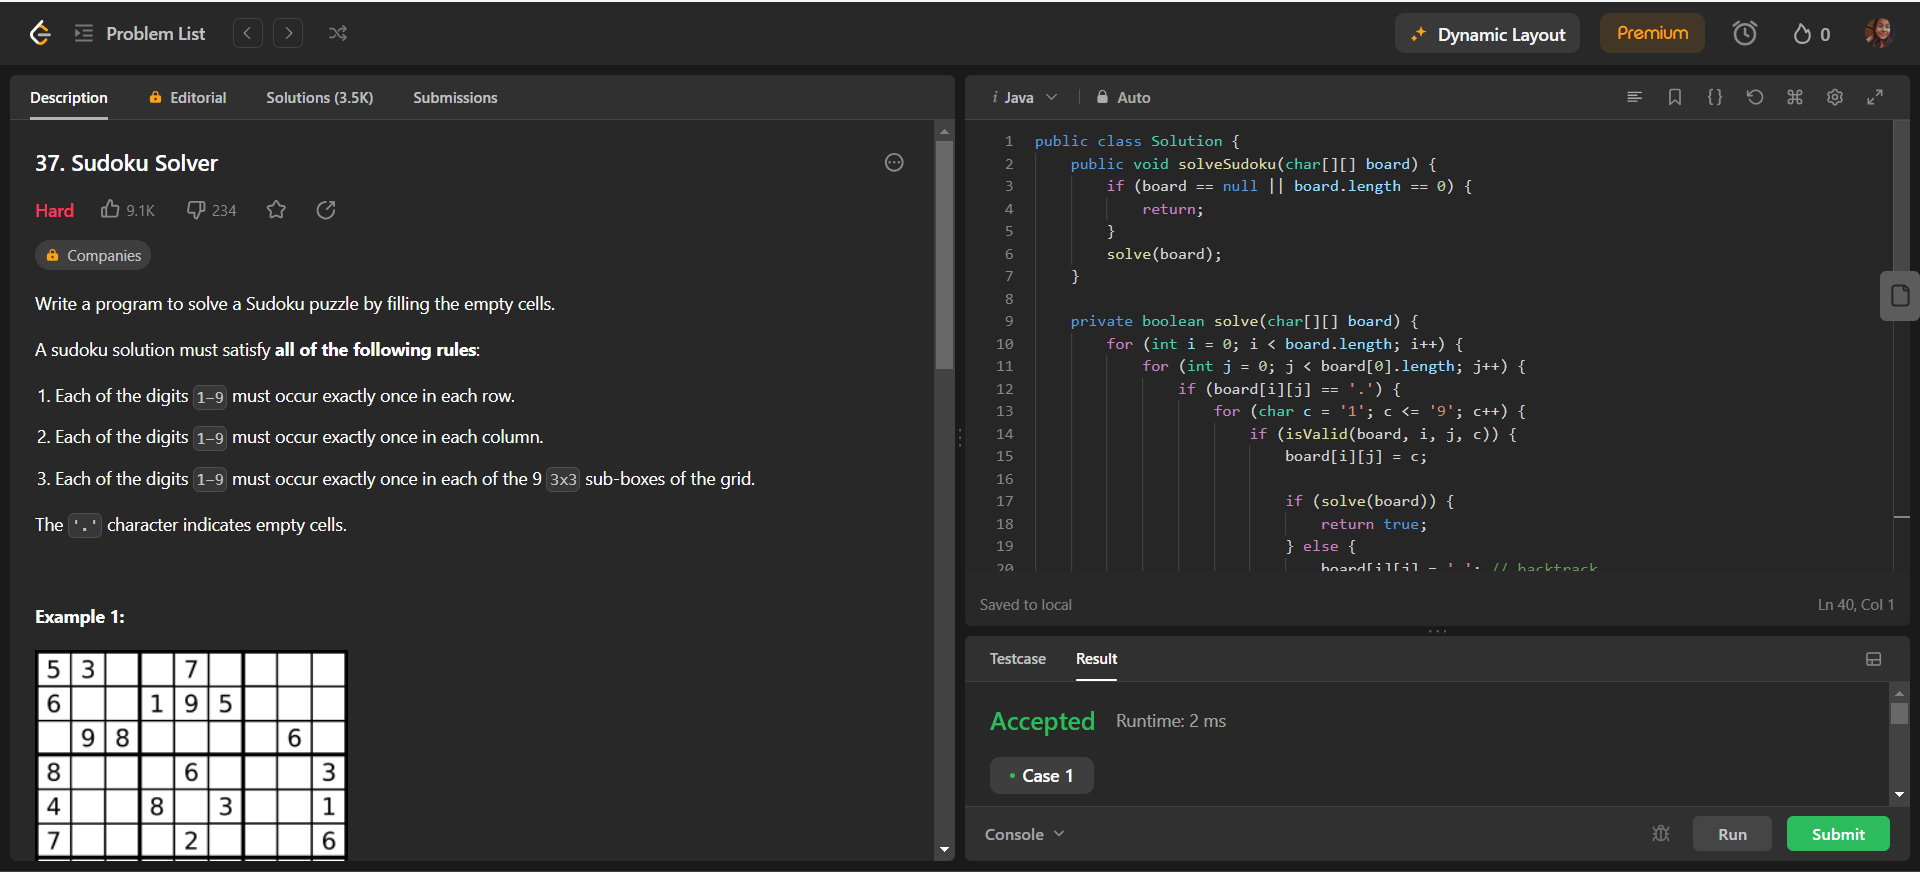 Problem List
Dynamic Layout
Premium
0
Description
Editorial
Solutions (3.5K)
Submissions
37. Sudoku Solver
Hard
9.1K
234
Companies
Write a program to solve a Sudoku puzzle by filling the empty cells.
A sudoku solution must satisfy all of the following rules:
1. Each of the digits 1-9 must occur exactly once in each row.
2. Each of the digits 1-9 must occur exactly once in each column.
3. Each of the digits 1-9 must occur exactly once in each of the 9 3x3 sub-boxes of the grid.
The '.' character indicates empty cells.
Example 1:
5 3 7
6 1 9 5
9 8 6
8 6 3
4 8 3 1
7 2 6
i Java
Auto
1 public class Solution {
2 public void solveSudoku(char[][] board) {
3 if (board == null || board.length == 0) {
4 return;
5 }
6 solve(board);
7 }
8
9 private boolean solve(char[][] board) {
10 for (int i = 0; i < board.length; i++) {
11 for (int j = 0; j < board[0].length; j++) {
12 if (board[i][j] == '.') {
13 for (char c = '1'; c <= '9'; c++) {
14 if (isValid(board, i, j, c)) {
15 board[i][j] = c;
16
17 if (solve(board)) {
18 return true;
19 } else {
20 board[i][j] = '.'; // backtrack
Saved to local
Ln 40, Col 1
Testcase
Result
Accepted
Runtime: 2 ms
Case 1
Console
Run
Submit